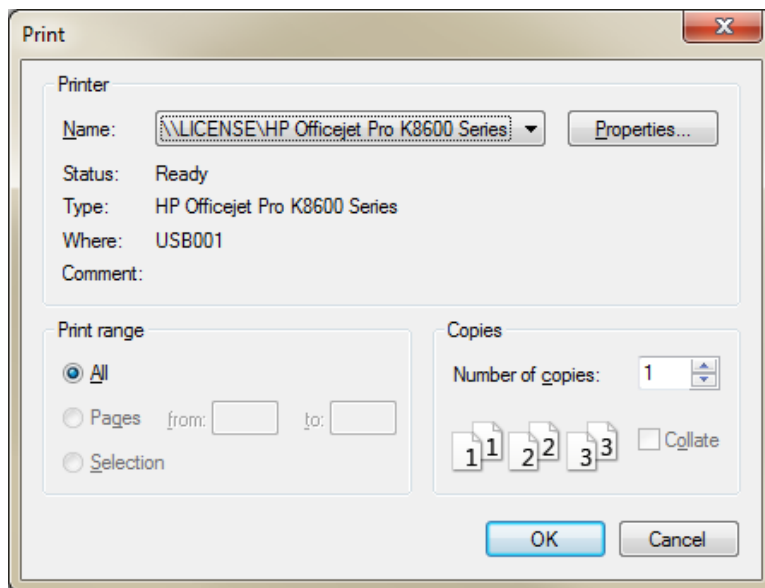 Print
Printer
Name: \\LICENSE\HP Officejet Pro K8600 Series Properties...
Status: Ready
Type: HP Officejet Pro K8600 Series
Where: USB001
Comment:
Print range
All
Pages from: to:
Selection
Copies
Number of copies: 1
1 1 2 2 3 3 Collate
OK Cancel